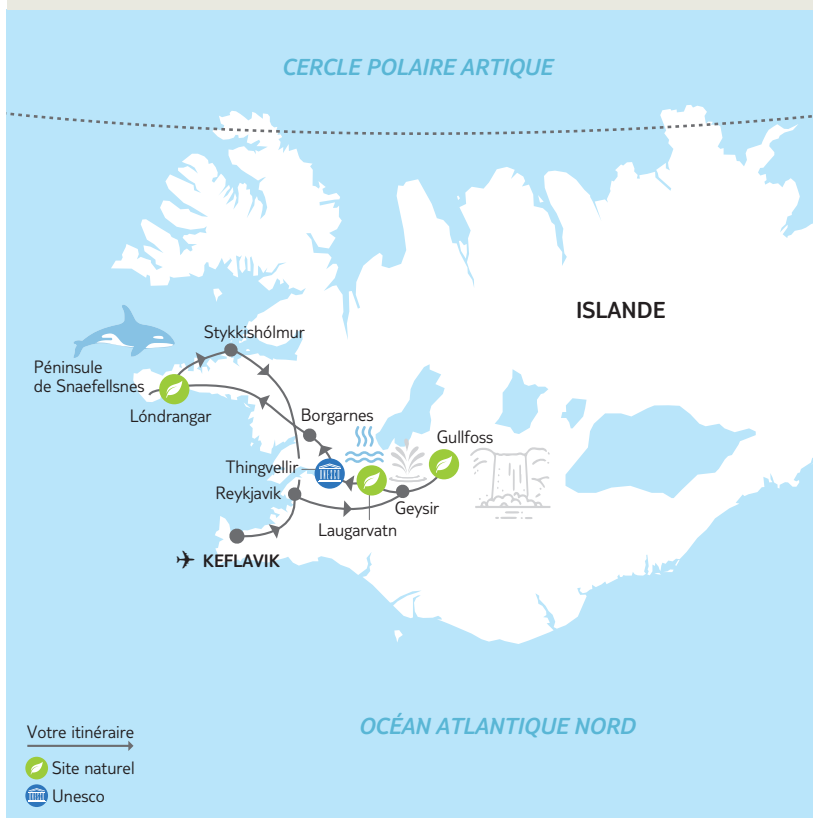 CERCLE POLAIRE ARTIQUE
ISLANDE
Stykkishólmur
Péninsule
de Snaefellsnes
Lóndrangar
Borgarnes
Gullfoss
Thingvellir
Reykjavik
Geysir
Laugarvatn
KEFLAVIK
OCÉAN ATLANTIQUE NORD
Votre itinéraire
Site naturel
Unesco